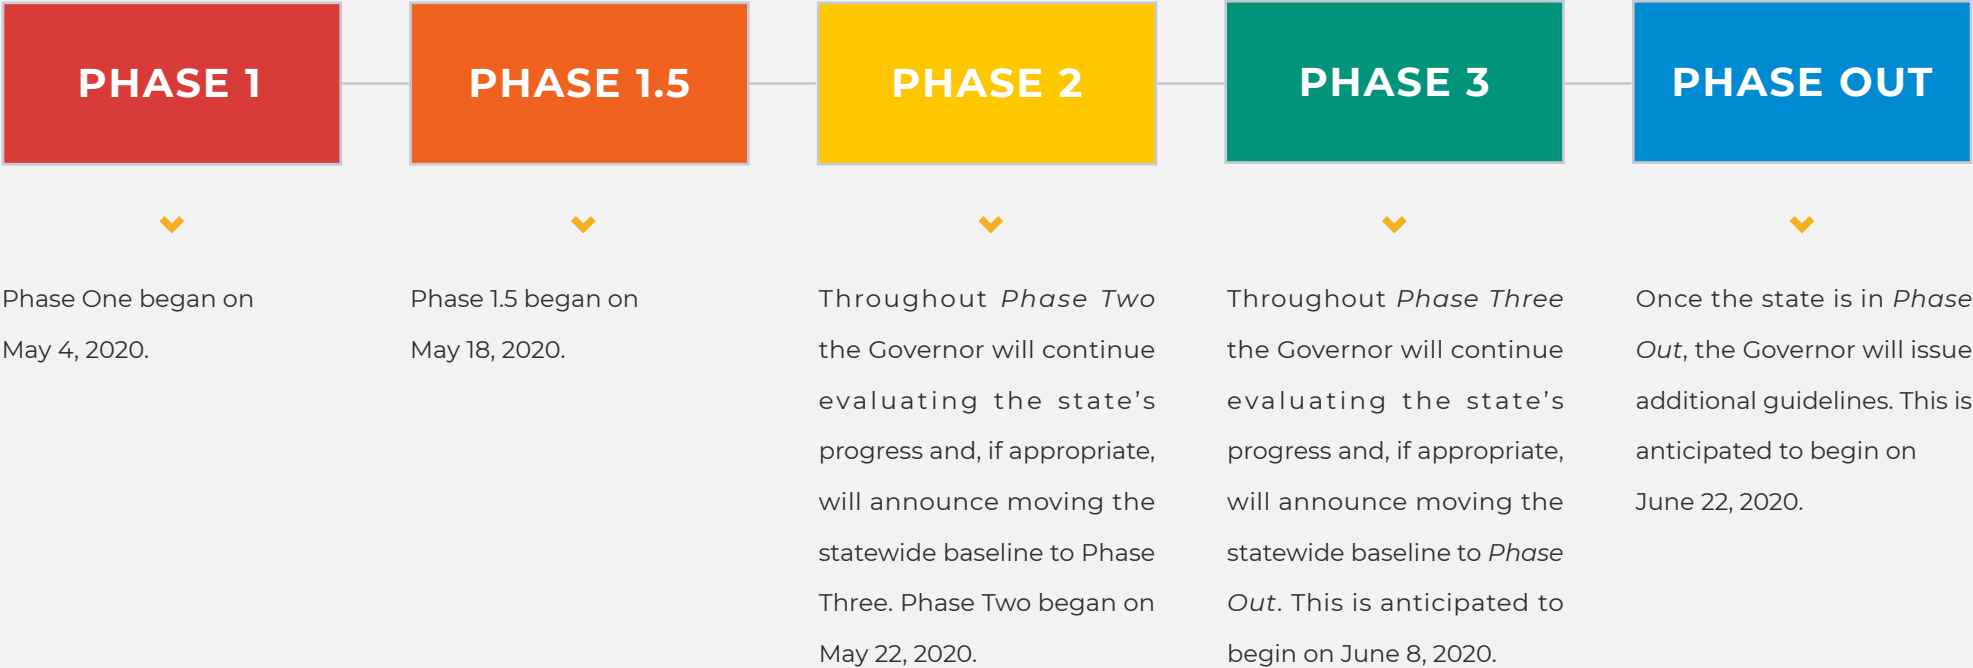 PHASE 1
PHASE 1.5
PHASE 2
PHASE 3
PHASE OUT
Phase One began on
May 4, 2020.
Phase 1.5 began on
May 18, 2020.
Throughout Phase Two
the Governor will continue
evaluating the state’s
progress and, if appropriate,
will announce moving the
statewide baseline to Phase
Three. Phase Two began on
May 22, 2020.
Throughout Phase Three
the Governor will continue
evaluating the state’s
progress and, if appropriate,
will announce moving the
statewide baseline to Phase
Out. This is anticipated to
begin on June 8, 2020.
Once the state is in Phase
Out, the Governor will issue
additional guidelines. This is
anticipated to begin on
June 22, 2020.